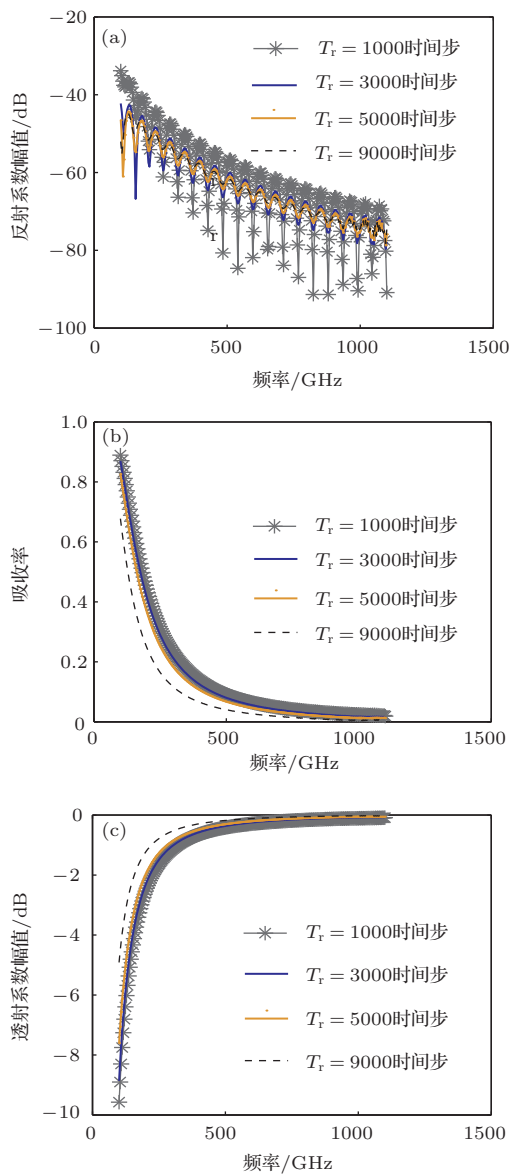 (a)
反射系数幅值/dB
−20
−40
−60
−80
−100
Tr = 1000时间步
Tr = 3000时间步
Tr = 5000时间步
Tr = 9000时间步
r
0 500 1000 1500
频率/GHz
(b)
吸收率
1.0
0.8
0.6
0.4
0.2
0
Tr = 1000时间步
Tr = 3000时间步
Tr = 5000时间步
Tr = 9000时间步
0 500 1000 1500
频率/GHz
(c)
透射系数幅值/dB
0
−2
−4
−6
−8
−10
Tr = 1000时间步
Tr = 3000时间步
Tr = 5000时间步
Tr = 9000时间步
0 500 1000 1500
频率/GHz